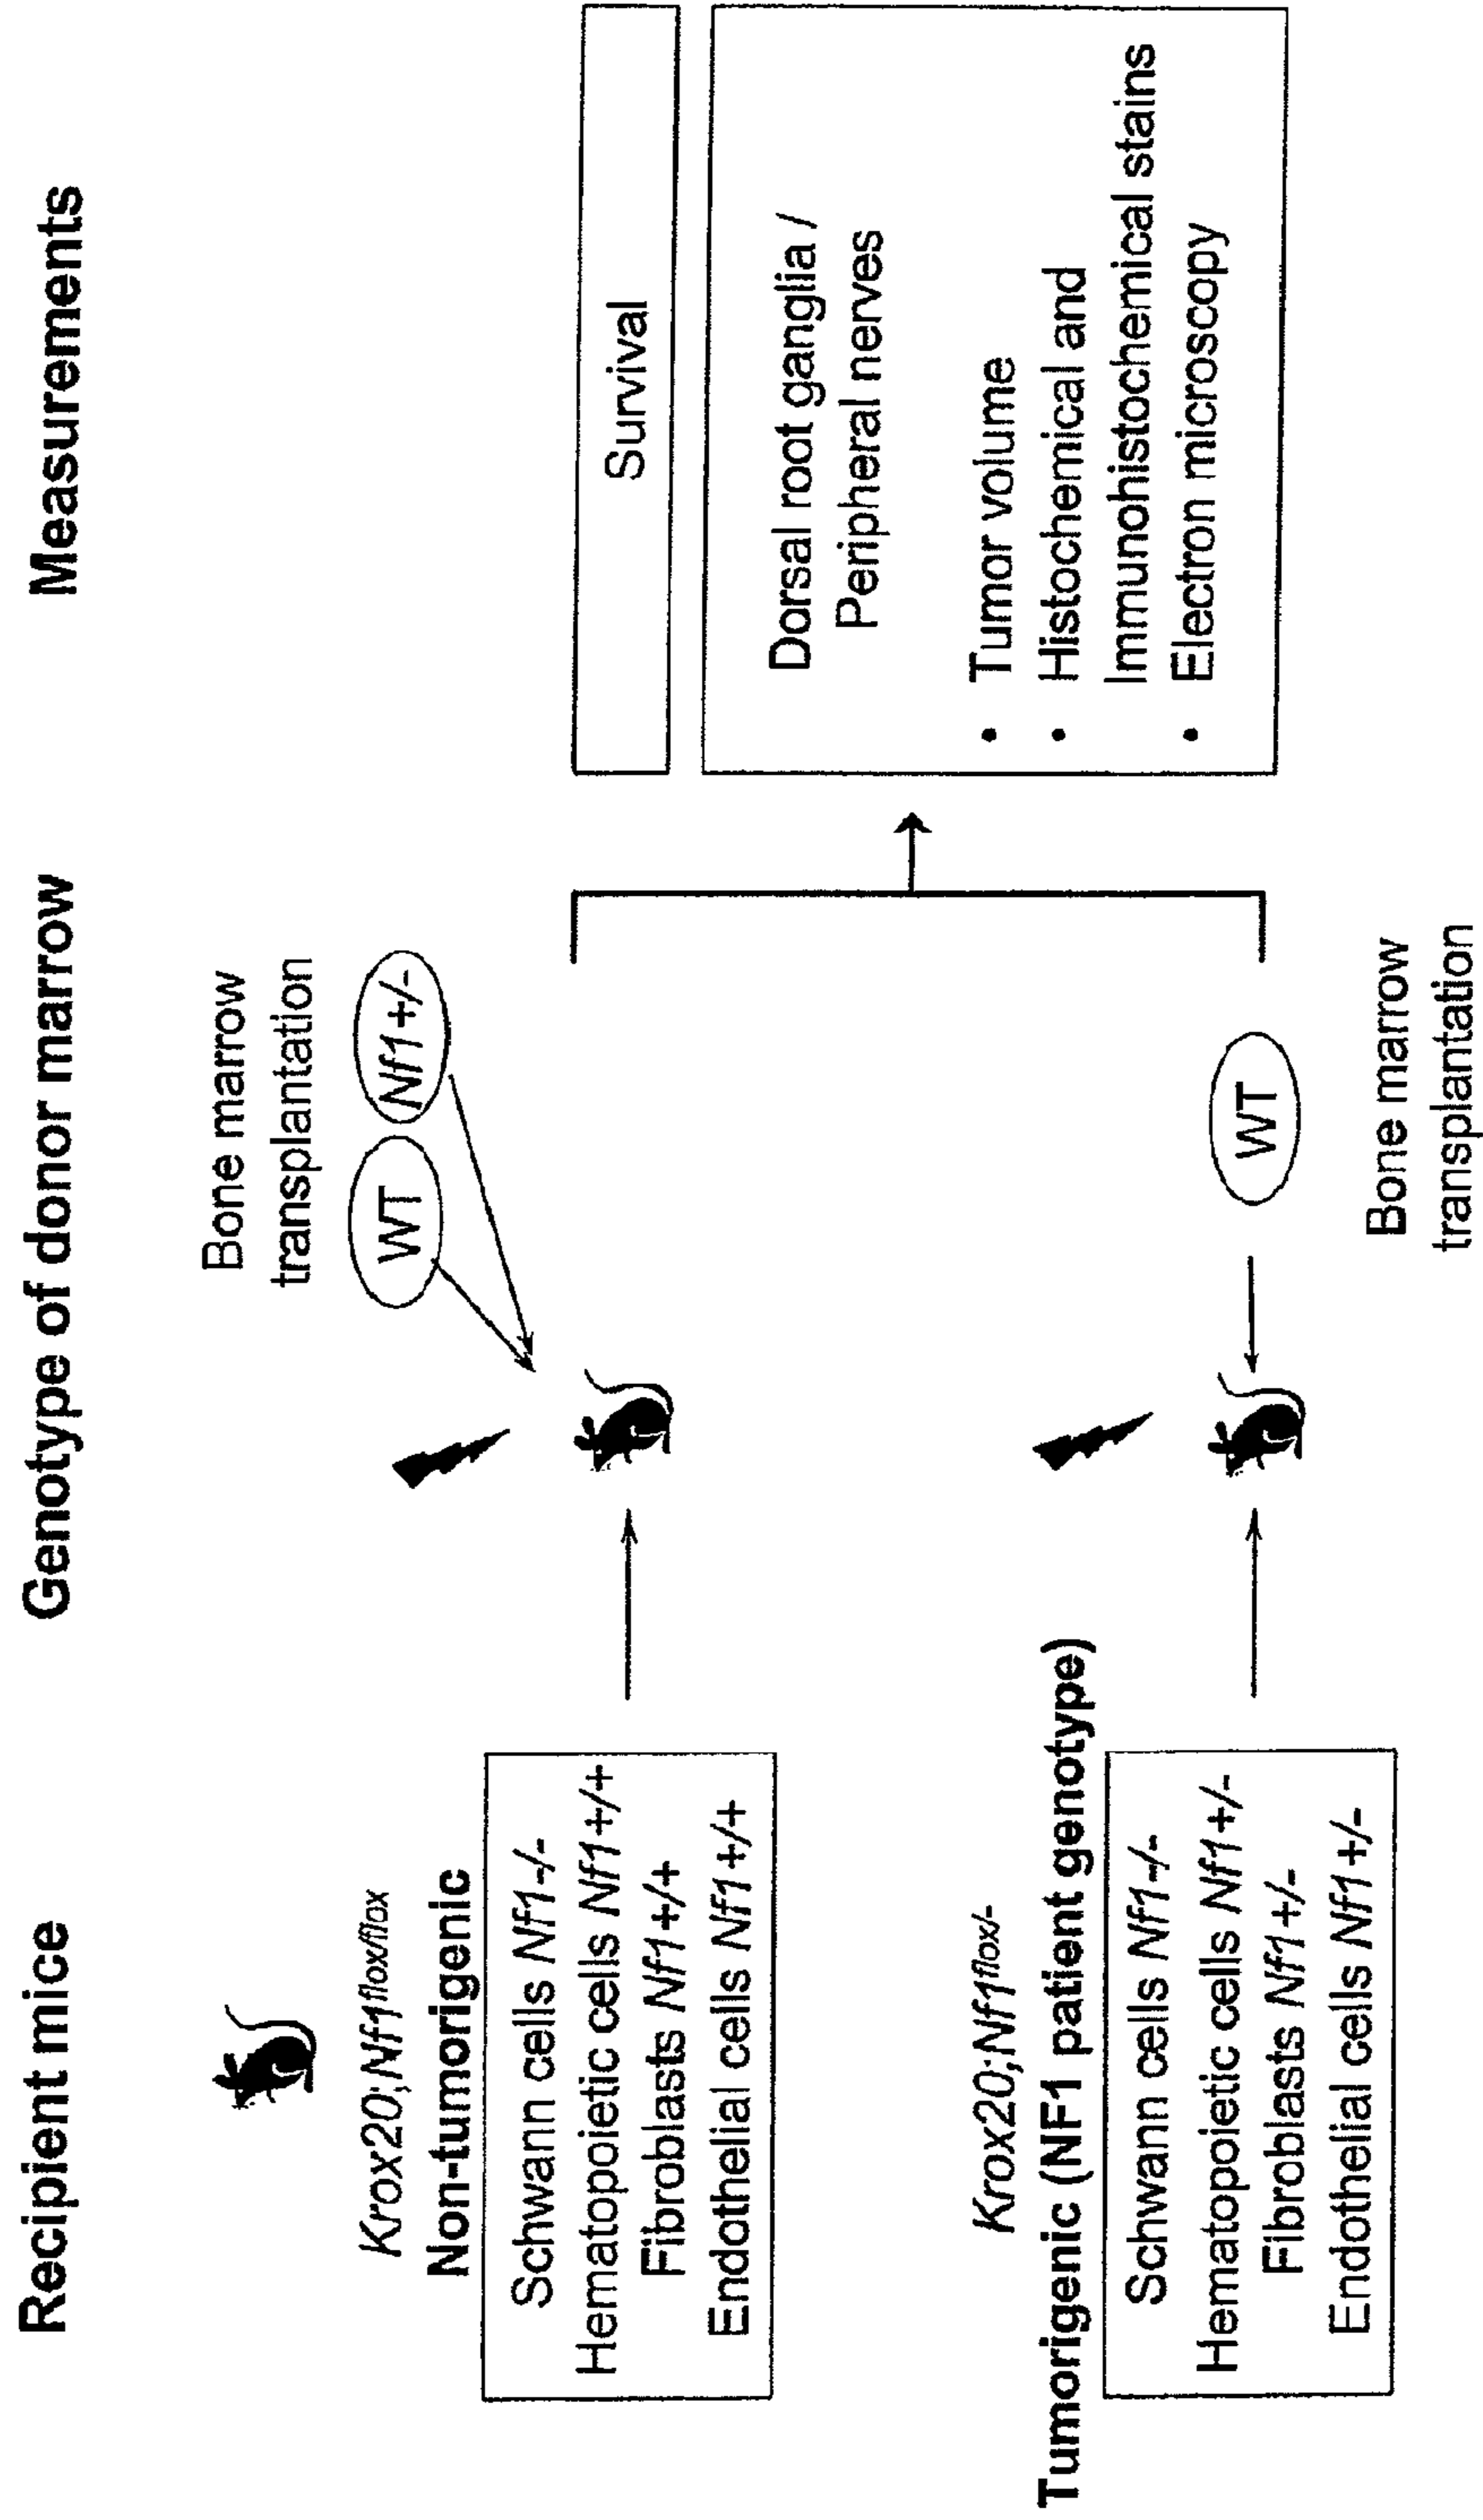 Recipient mice
Genotype of donor marrow
Measurements
Krox20;Nf1flox/flox
Non-tumorigenic
Schwann cells Nf1-/-
Hematopoietic cells Nf1+/+
Fibroblasts Nf1+/+
Endothelial cells Nf1+/+
Bone marrow
transplantation
WT
Nf1+/-
Survival
Dorsal root ganglia /
Peripheral nerves
• Tumor volume
• Histochemical and
Immunohistochemical stains
• Electron microscopy
Krox20;Nf1flox/-
Tumorigenic (NF1 patient genotype)
Schwann cells Nf1-/-
Hematopoietic cells Nf1+/-
Fibroblasts Nf1+/-
Endothelial cells Nf1+/-
WT
Bone marrow
transplantation